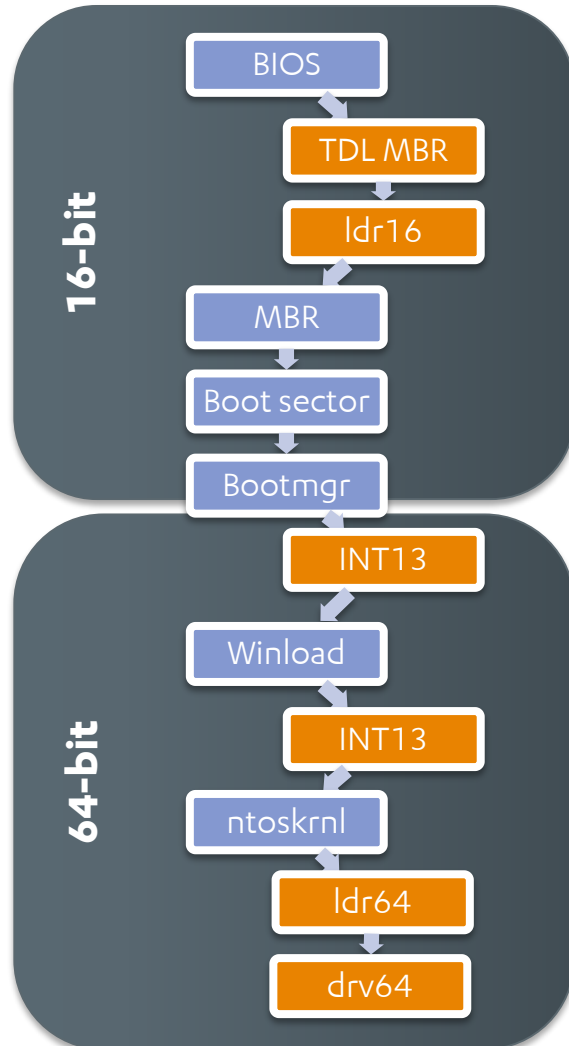 16-bit
BIOS
TDL MBR
ldr16
MBR
Boot sector
Bootmgr
64-bit
INT13
Winload
INT13
ntoskrnl
ldr64
drv64